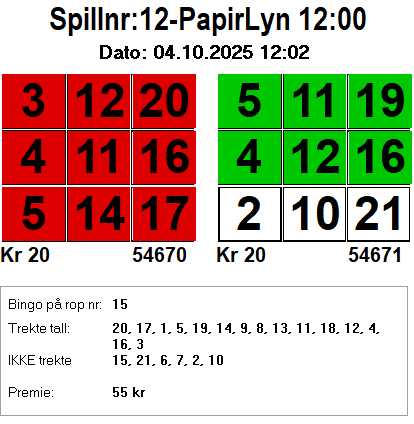 Spillnr:12-PapirLyn 12:00
Dato: 04.10.2025 12:02
3 12 20 5 11 19
4 11 16 4 12 16
5 14 17 2 10 21
Kr 20 54670 Kr 20 54671
Bingo på rop nr: 15
Trekte tall: 20, 17, 1, 5, 19, 14, 9, 8, 13, 11, 18, 12, 4,
16, 3
IKKE trekte 15, 21, 6, 7, 2, 10
Premie: 55 kr